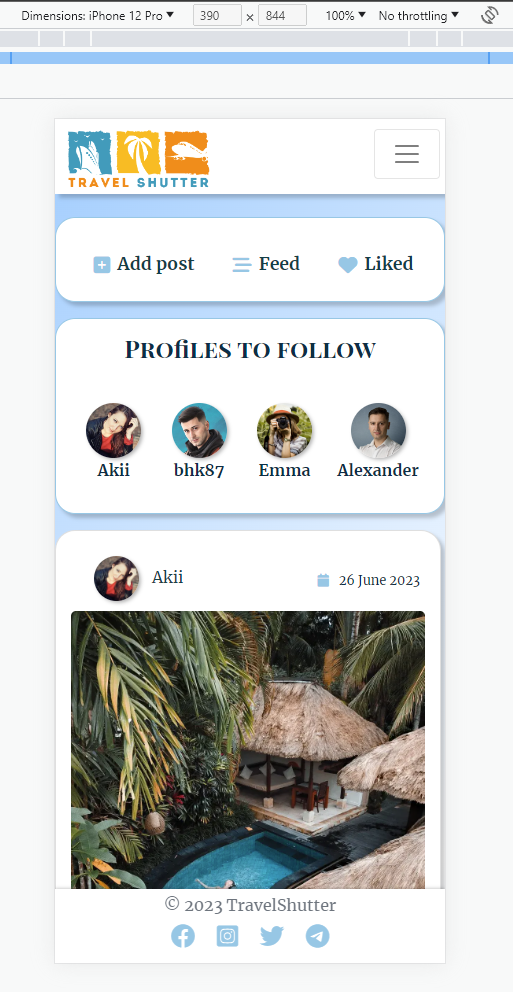 Dimensions: iPhone 12 Pro 390 × 844 100% No throttling
TRAVEL SHUTTER
Add post Feed Liked
Profiles to follow
Akii bhk87 Emma Alexander
Akii 26 June 2023
© 2023 TravelShutter